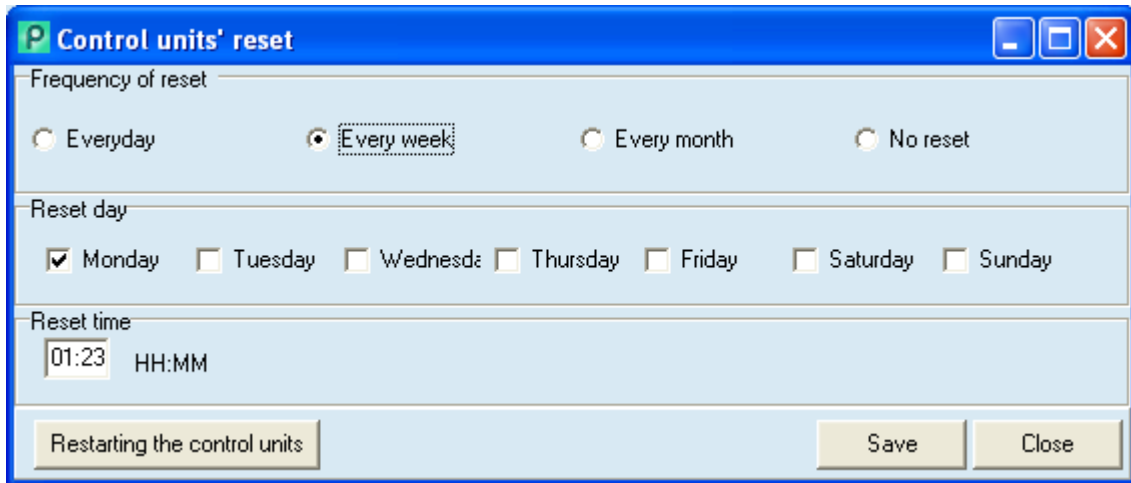 P Control units' reset
Frequency of reset
Everyday Every week Every month No reset
Reset day
Monday Tuesday Wednesda Thursday Friday Saturday Sunday
Reset time
01:23 HH:MM
Restarting the control units Save Close